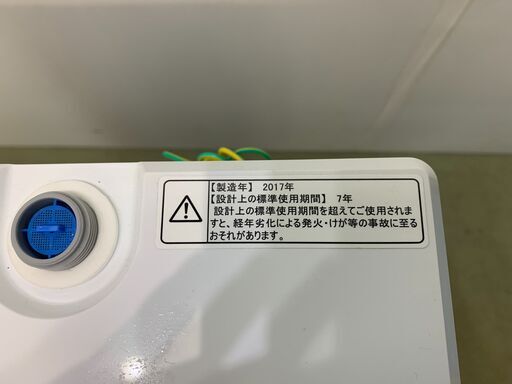 【製造年】 2017年
【設計上の標準使用期間】 7年
設計上の標準使用期間を超えてご使用されま
すと、経年劣化による発火・けが等の事故に至る
おそれがあります。